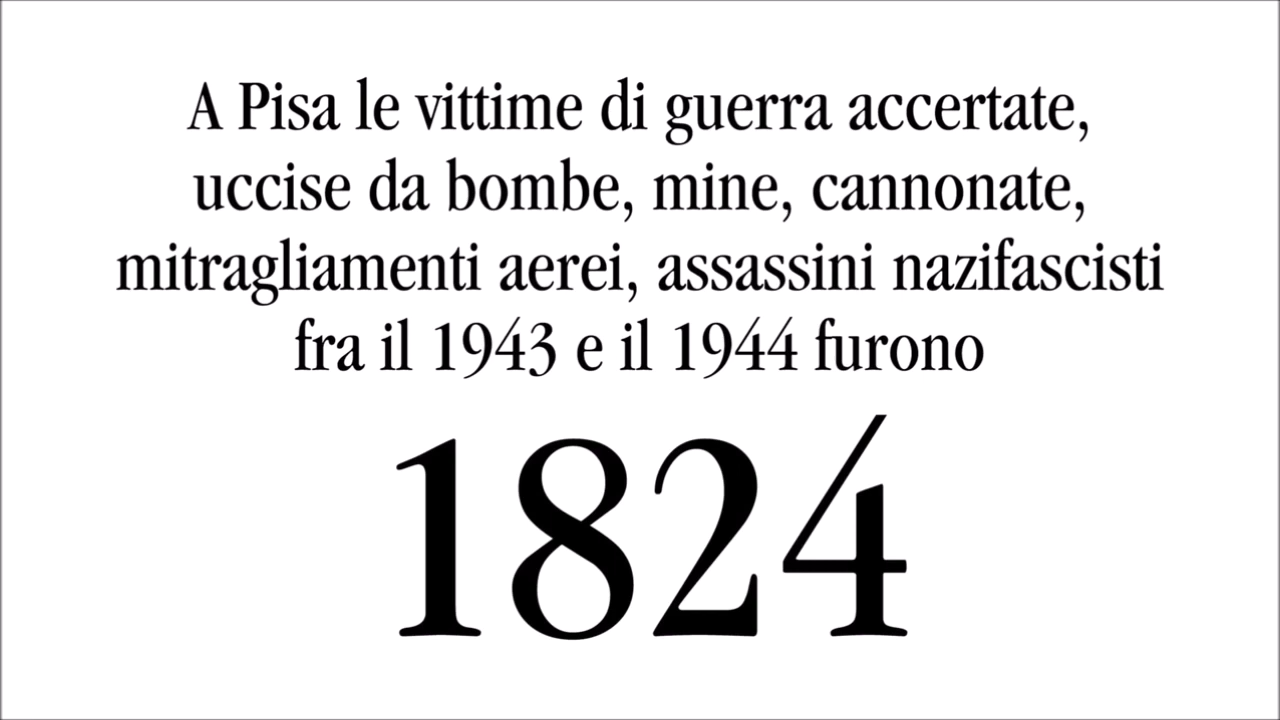 A Pisa le vittime di guerra accertate,
uccise da bombe, mine, cannonate,
mitragliamenti aerei, assassini nazifascisti
fra il 1943 e il 1944 furono
1824